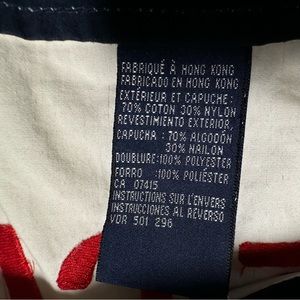 FABRIQUÉ À HONG KONG
FABRICADO EN HONG KONG
EXTÉRIEUR ET CAPUCHE:
70% COTON 30% NYLON
REVESTIMIENTO EXTERIOR,
CAPUCHA : 70% ALGODÓN
30% NAILON
DOUBLURE:100% POLYESTER
FORRO :100% POLIÉSTER
CA 07415
INSTRUCTIONS SUR L'ENVERS
INSTRUCCIONES AL REVERSO
VDR 501 296